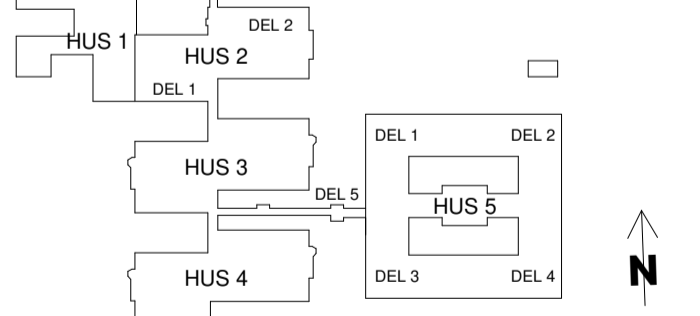 DEL 2
HUS 1
HUS 2
DEL 1
DEL 1
DEL 2
HUS 3
DEL 5
HUS 5
HUS 4
DEL 3
DEL 4
N